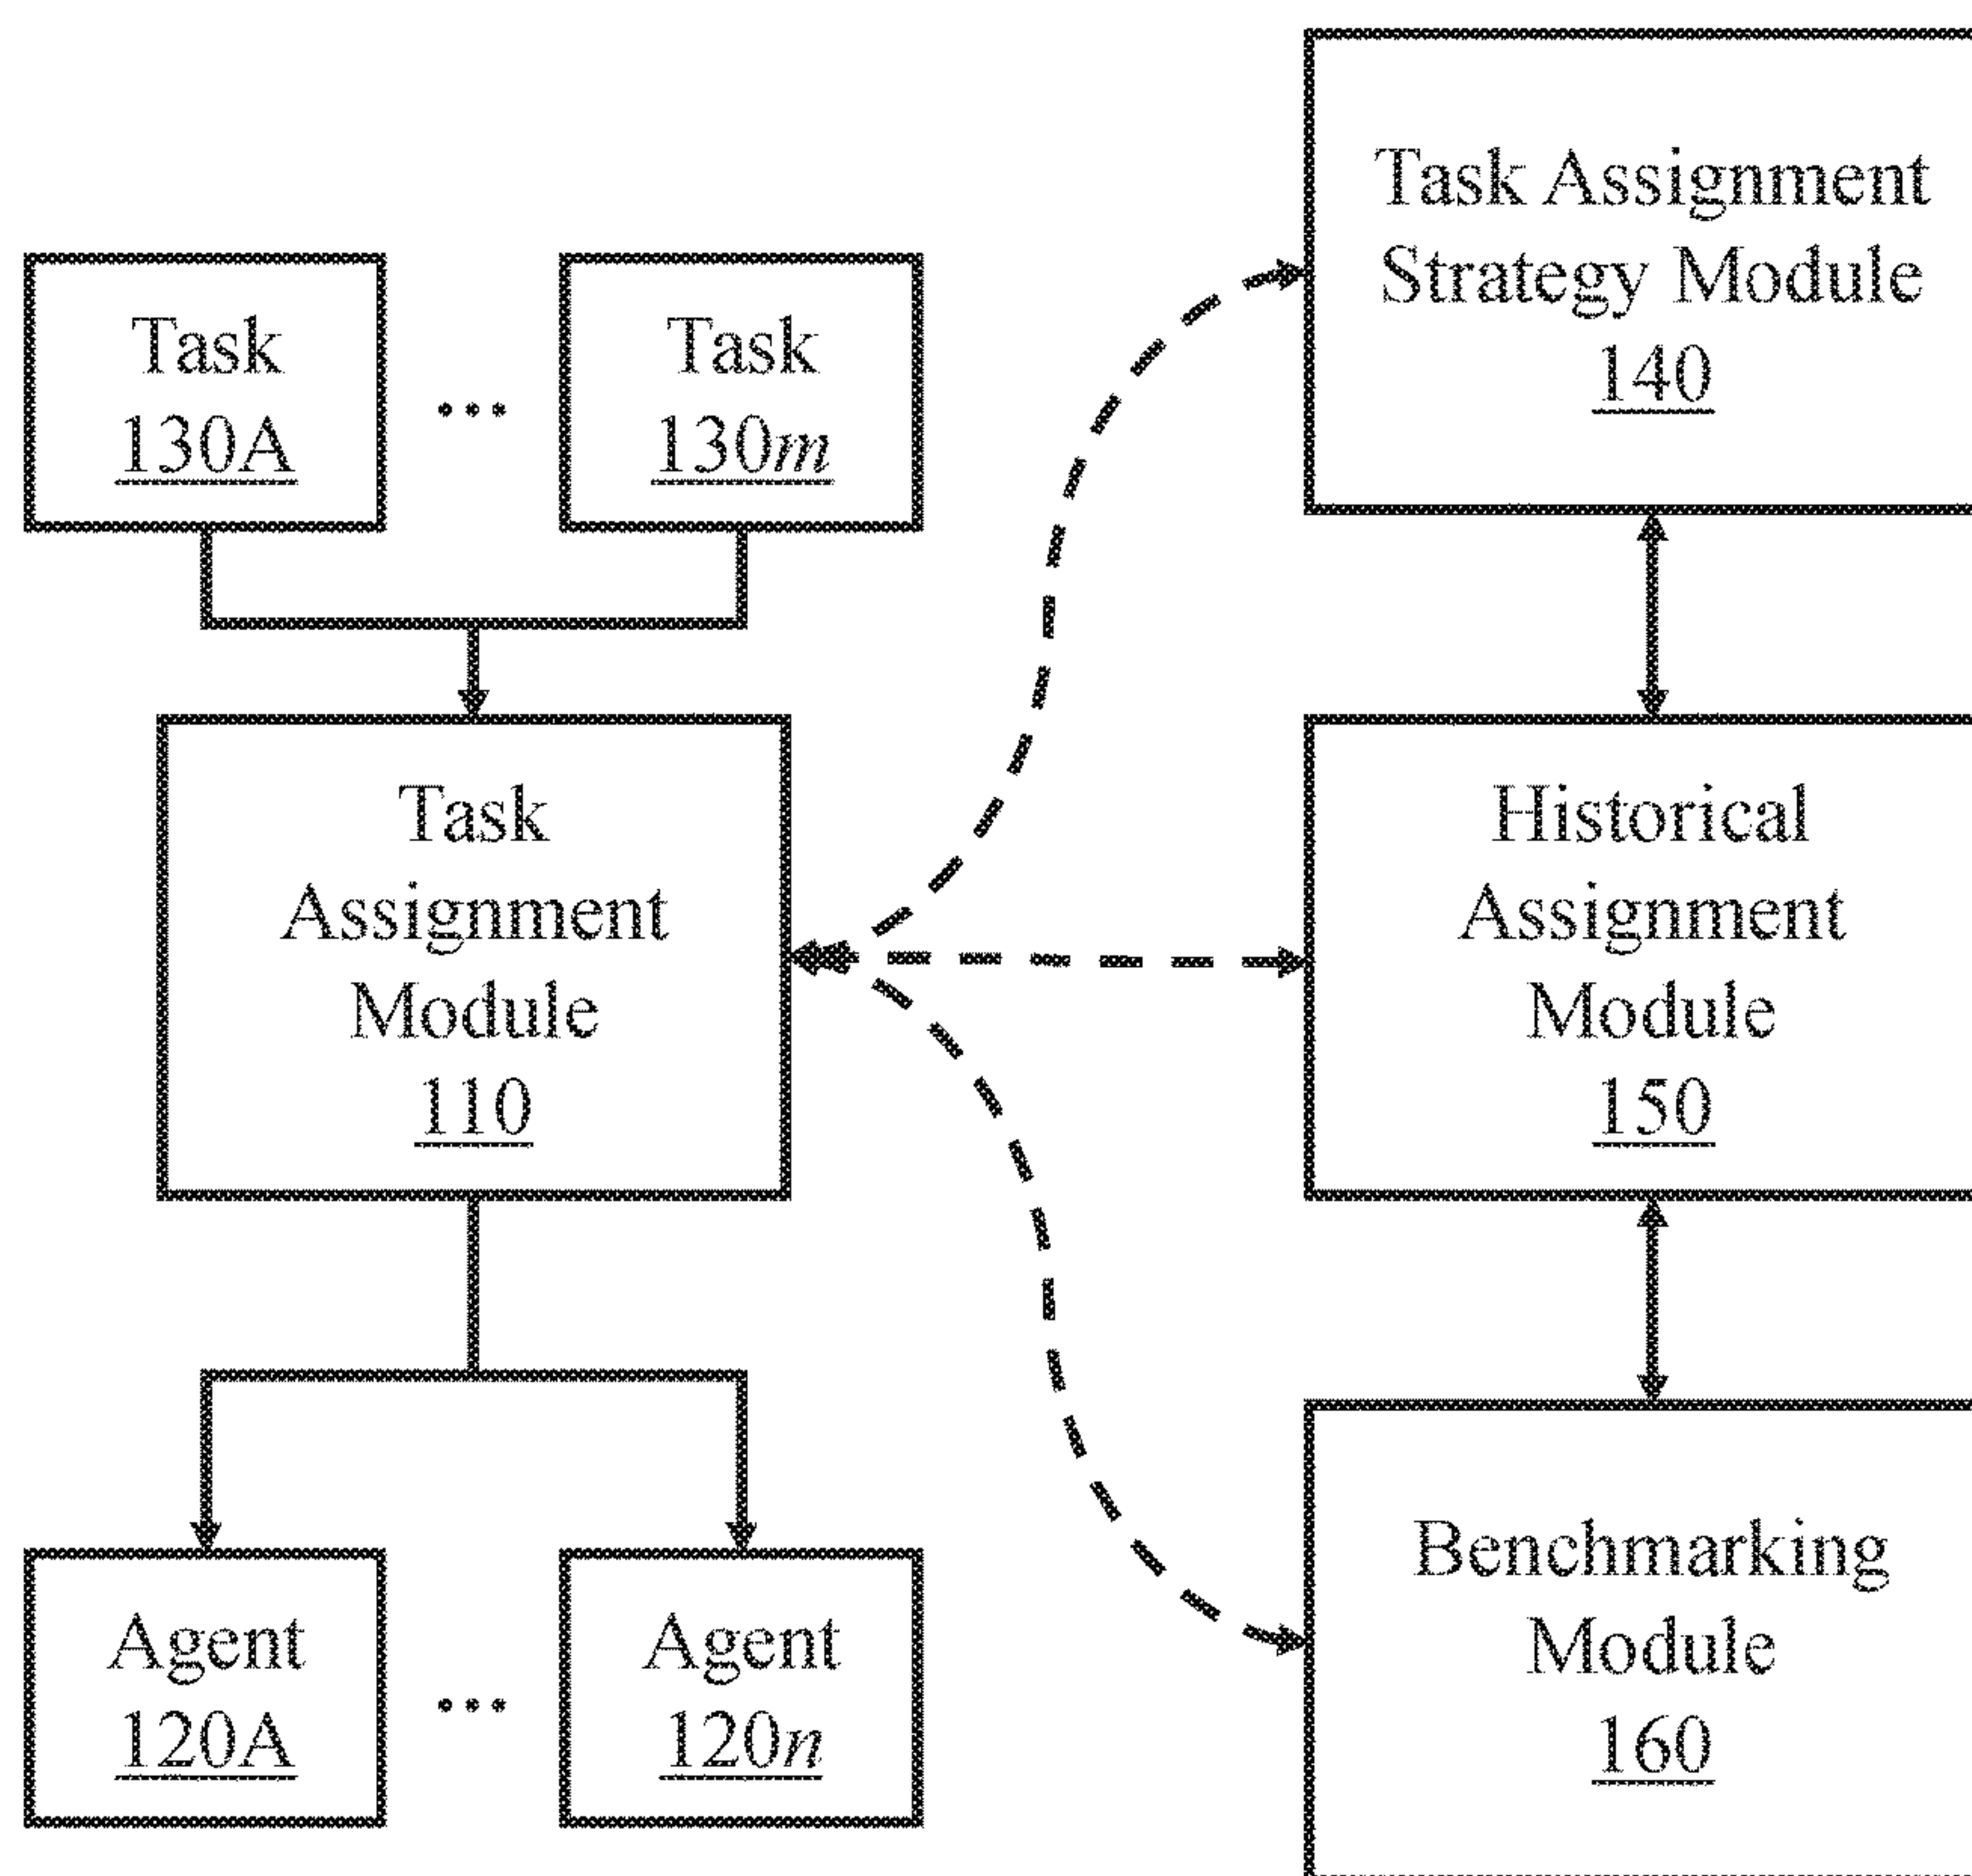 Task Assignment
Strategy Module
140
Task
130A
...
Task
130m
Task
Assignment
Module
110
Historical
Assignment
Module
150
Agent
120A
...
Agent
120n
Benchmarking
Module
160